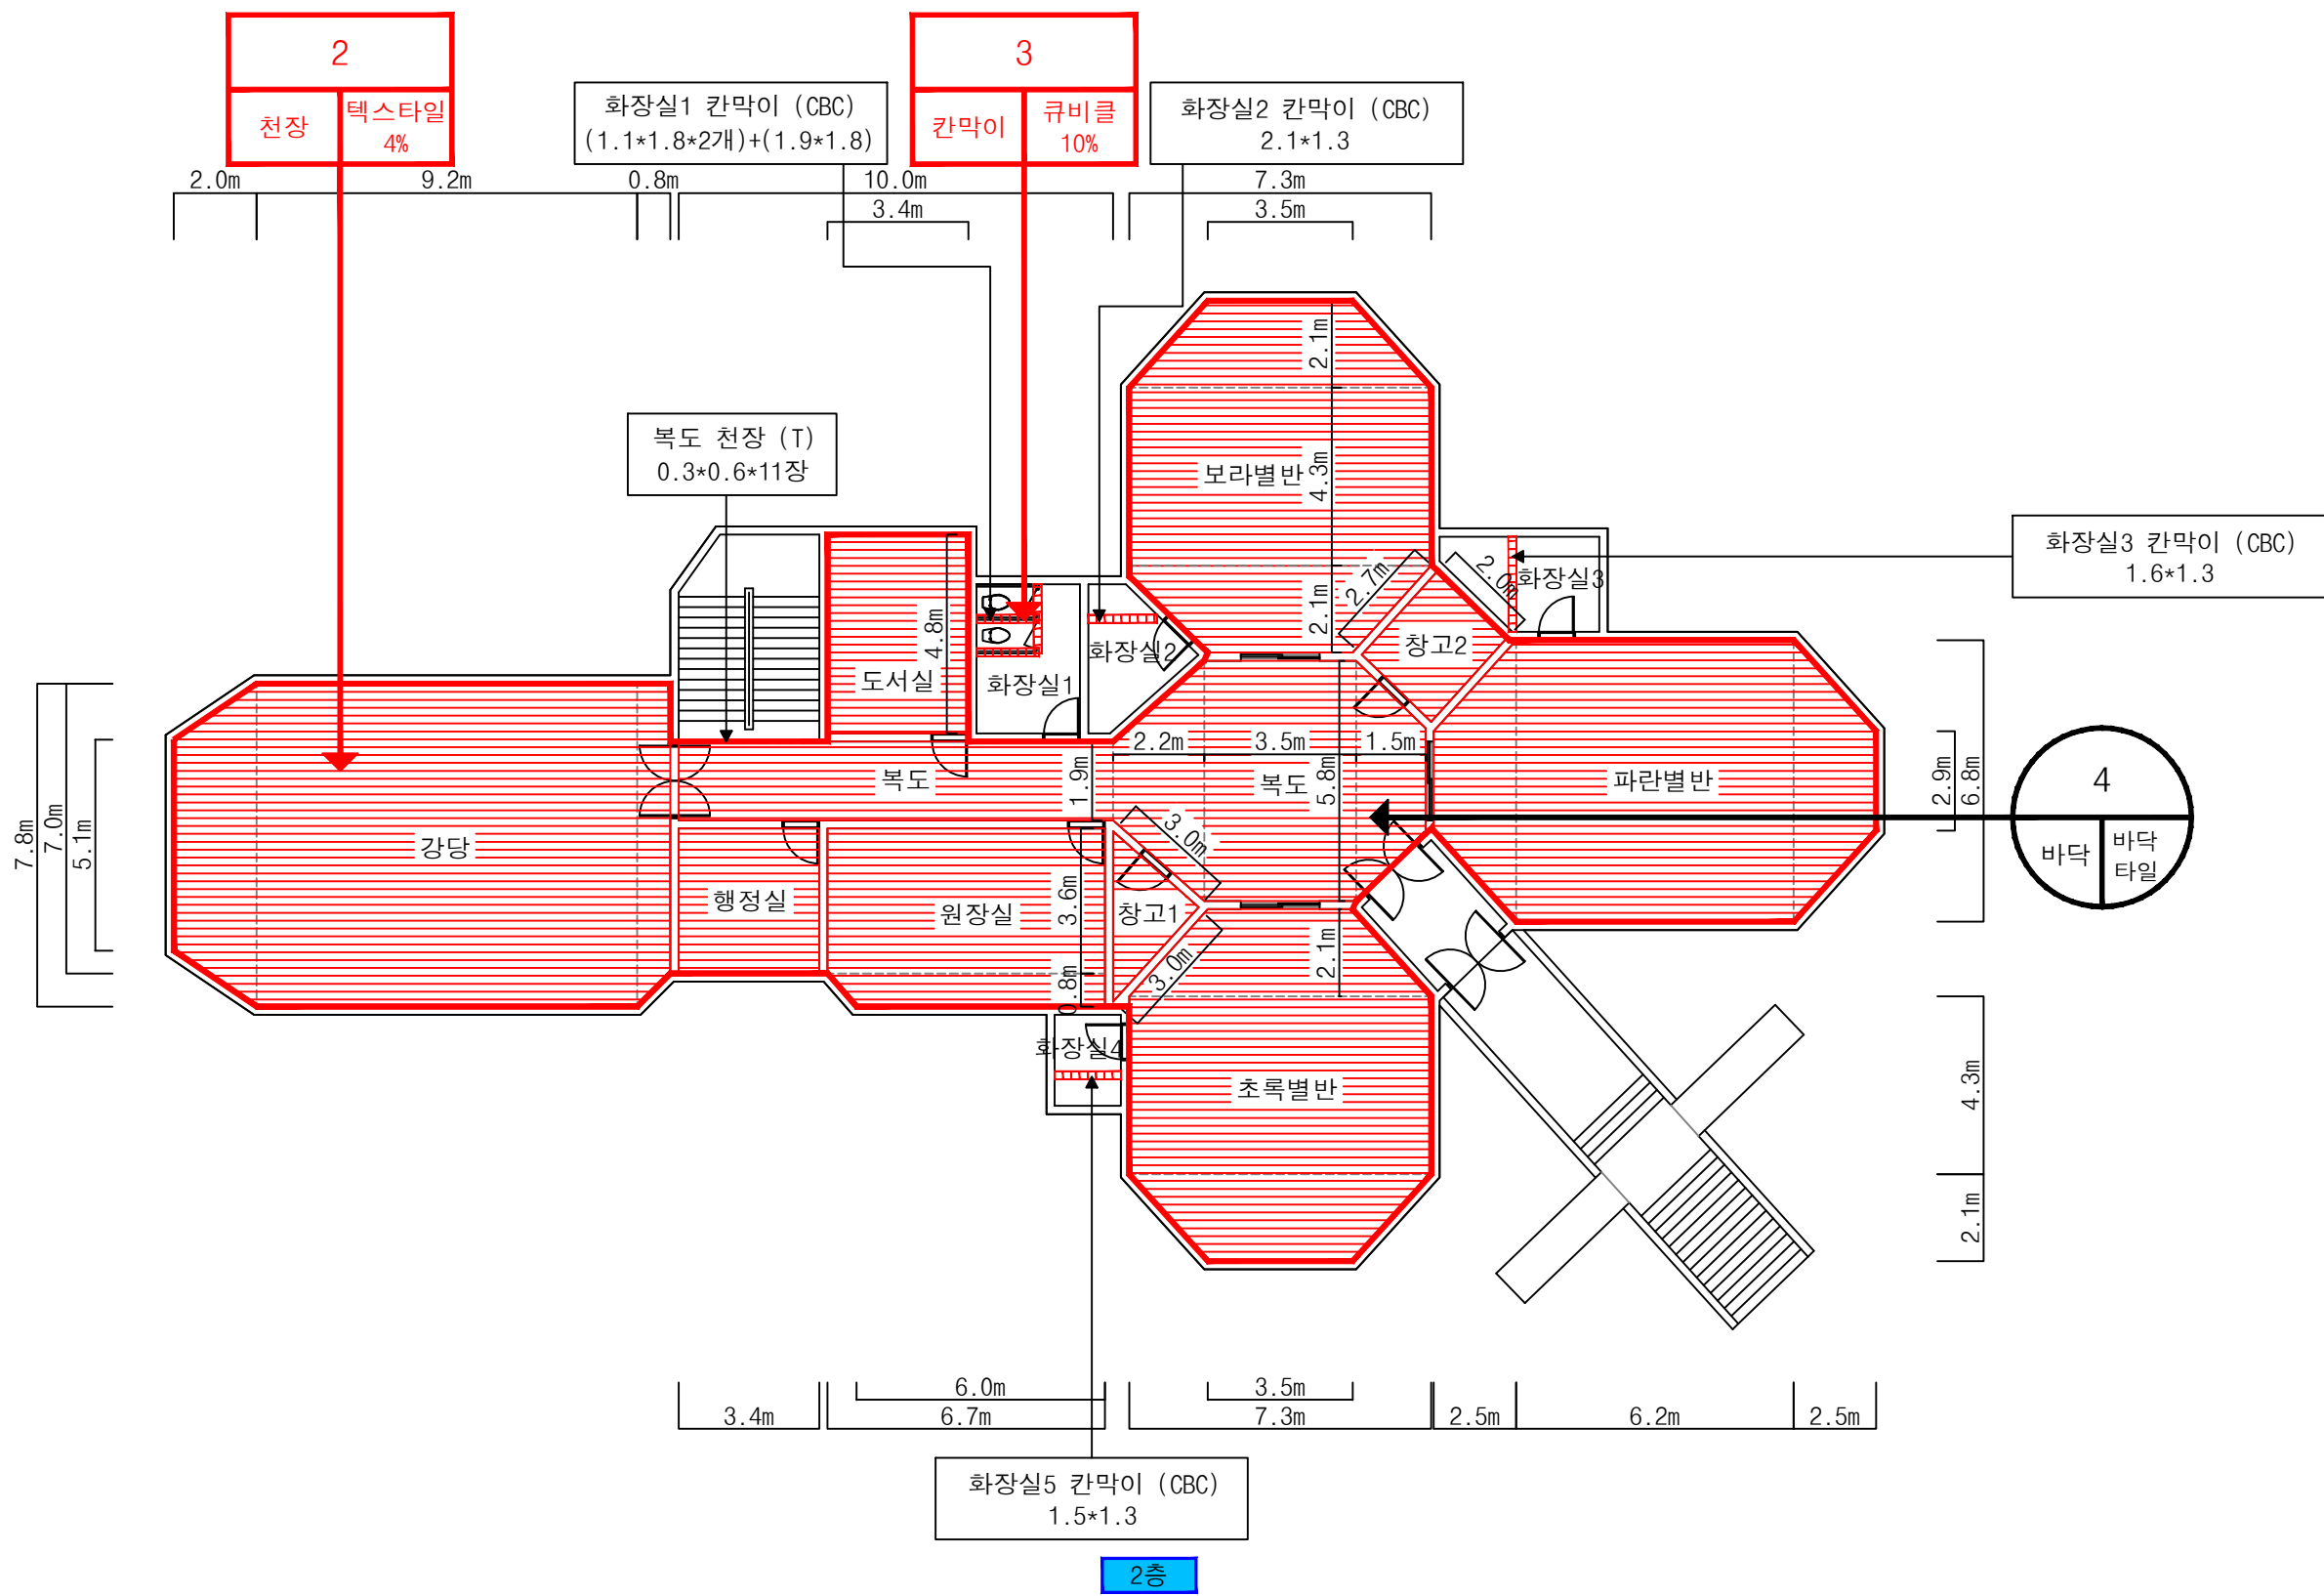 2
천장
텍스타일
4%
화장실1 칸막이 (CBC)
(1.1*1.8*2개)+(1.9*1.8)
3
칸막이
큐비클
10%
화장실2 칸막이 (CBC)
2.1*1.3
2.0m
9.2m
0.8m
10.0m
3.4m
7.3m
3.5m
복도 천장 (T)
0.3*0.6*11장
2.1m
4.3m
보라별반
2.1m
2.7m
2.0m
화장실3
화장실3 칸막이 (CBC)
1.6*1.3
4.8m
도서실
화장실1
화장실2
창고2
7.8m
7.0m
5.1m
강당
복도
1.9m
2.2m
3.5m
1.5m
복도
5.8m
파란별반
2.9m
6.8m
4
바닥
바닥
타일
행정실
원장실
3.6m
0.8m
창고1
3.0m
3.0m
2.1m
화장실4
초록별반
4.3m
2.1m
3.4m
6.0m
6.7m
3.5m
7.3m
2.5m
6.2m
2.5m
화장실5 칸막이 (CBC)
1.5*1.3
2층